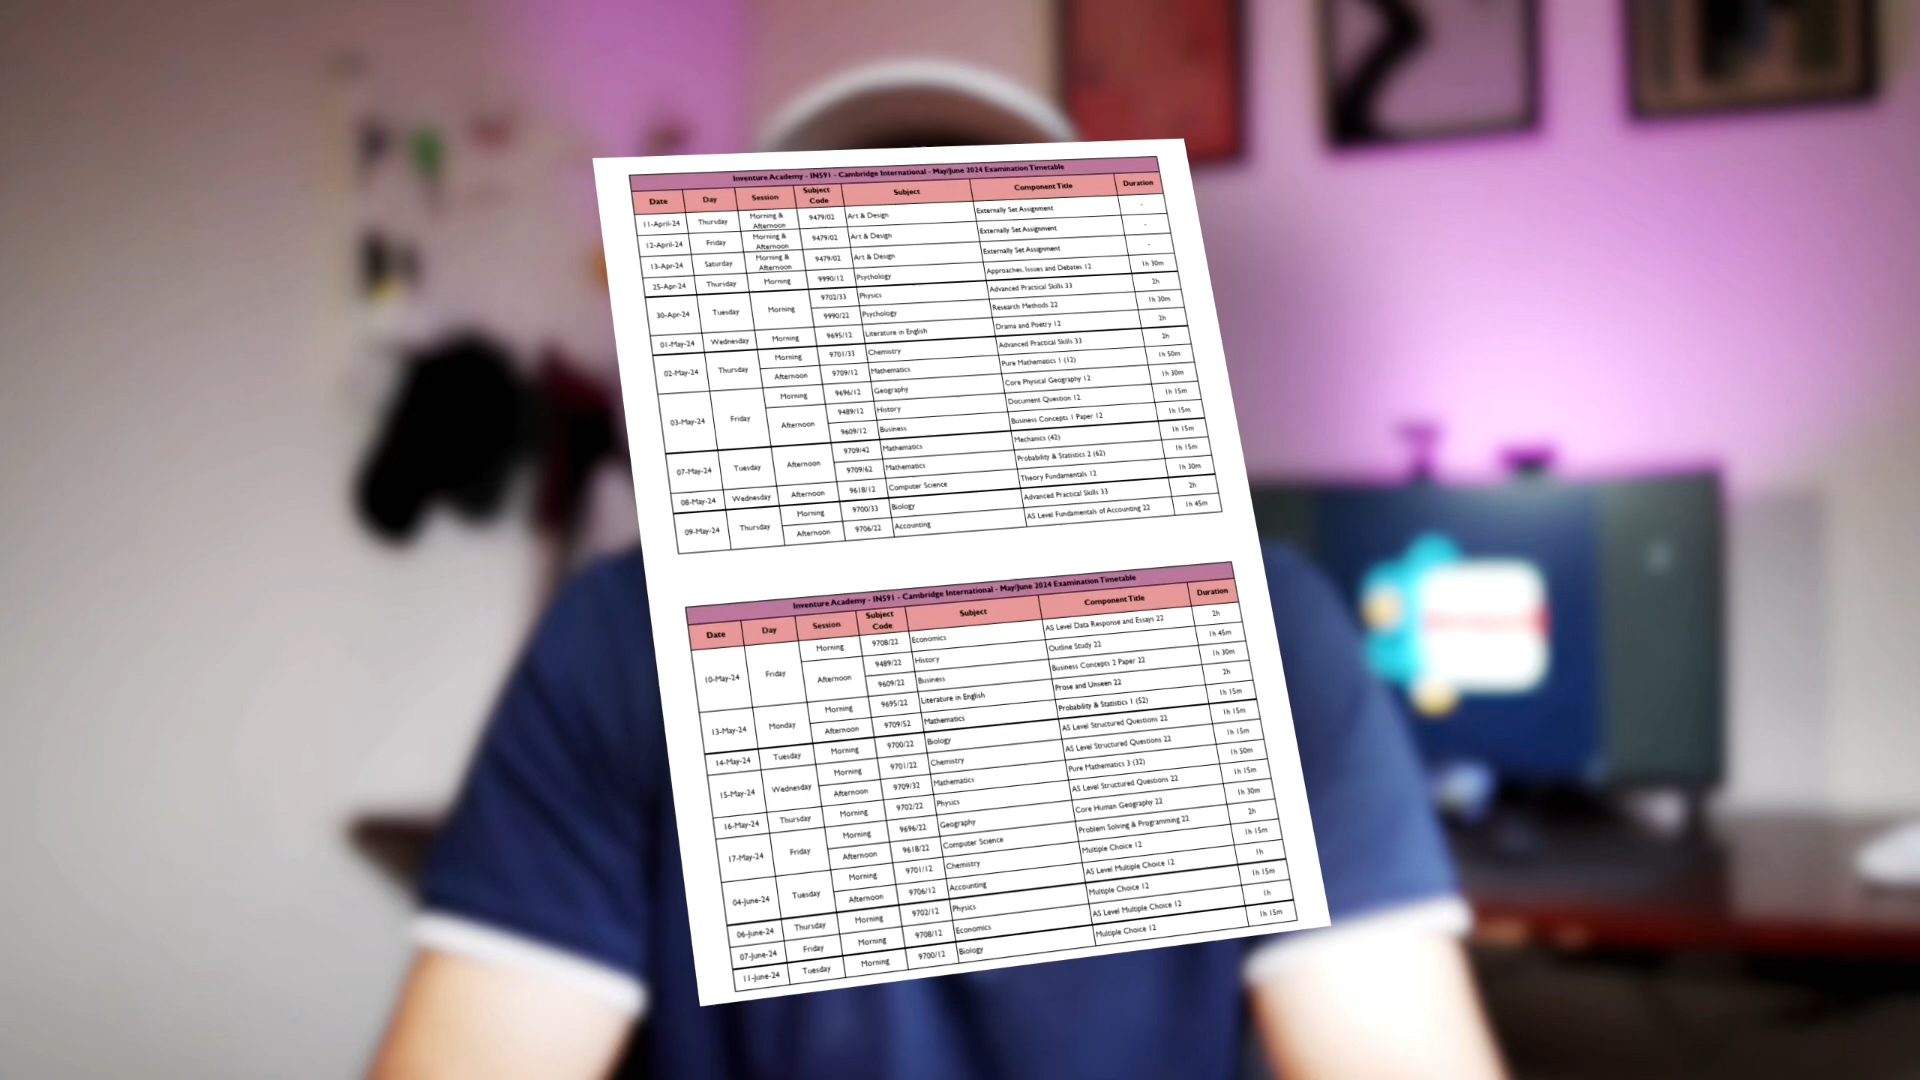 Inventure Academy - IN591 - Cambridge International - May/June 2024 Examination Timetable
Date Day Session Subject Code Subject Component Title Duration
11-April-24 Thursday Morning & Afternoon 9479/02 Art & Design Externally Set Assignment -
12-April-24 Friday Morning & Afternoon 9479/02 Art & Design Externally Set Assignment -
13-Apr-24 Saturday Morning & Afternoon 9479/02 Art & Design Externally Set Assignment -
25-Apr-24 Thursday Morning 9990/12 Psychology Approaches, Issues and Debates 12 1h 30m
30-Apr-24 Tuesday Morning 9702/33 Physics Advanced Practical Skills 33 2h
9990/22 Psychology Research Methods 22 1h 30m
01-May-24 Wednesday Morning 9695/12 Literature in English Drama and Poetry 12 2h
02-May-24 Thursday Morning 9701/33 Chemistry Advanced Practical Skills 33 2h
Afternoon 9709/12 Mathematics Pure Mathematics 1 (12) 1h 50m
03-May-24 Friday Morning 9696/12 Geography Core Physical Geography 12 1h 30m
Afternoon 9489/12 History Document Question 12 1h 15m
9609/12 Business Business Concepts 1 Paper 12 1h 15m
07-May-24 Tuesday Afternoon 9709/42 Mathematics Mechanics (42) 1h 15m
9709/62 Mathematics Probability & Statistics 2 (62) 1h 15m
08-May-24 Wednesday Afternoon 9618/12 Computer Science Theory Fundamentals 12 1h 30m
09-May-24 Thursday Morning 9700/33 Biology Advanced Practical Skills 33 2h
Afternoon 9706/22 Accounting AS Level Fundamentals of Accounting 22 1h 45m
Inventure Academy - IN591 - Cambridge International - May/June 2024 Examination Timetable
Date Day Session Subject Code Subject Component Title Duration
10-May-24 Friday Morning 9708/22 Economics AS Level Data Response and Essays 22 2h
Afternoon 9489/22 History Outline Study 22 1h 45m
9609/22 Business Business Concepts 2 Paper 22 1h 30m
13-May-24 Monday Morning 9695/22 Literature in English Prose and Unseen 22 2h
Afternoon 9709/52 Mathematics Probability & Statistics 1 (52) 1h 15m
14-May-24 Tuesday Morning 9700/22 Biology AS Level Structured Questions 22 1h 15m
15-May-24 Wednesday Morning 9701/22 Chemistry AS Level Structured Questions 22 1h 15m
Afternoon 9709/32 Mathematics Pure Mathematics 3 (32) 1h 50m
16-May-24 Thursday Morning 9702/22 Physics AS Level Structured Questions 22 1h 15m
17-May-24 Friday Morning 9696/22 Geography Core Human Geography 22 1h 30m
Afternoon 9618/22 Computer Science Problem Solving & Programming 22 2h
04-June-24 Tuesday Morning 9701/12 Chemistry Multiple Choice 12 1h 15m
Afternoon 9706/12 Accounting AS Level Multiple Choice 12 1h
06-June-24 Thursday Morning 9702/12 Physics Multiple Choice 12 1h 15m
07-June-24 Friday Morning 9708/12 Economics AS Level Multiple Choice 12 1h
11-June-24 Tuesday Morning 9700/12 Biology Multiple Choice 12 1h 15m